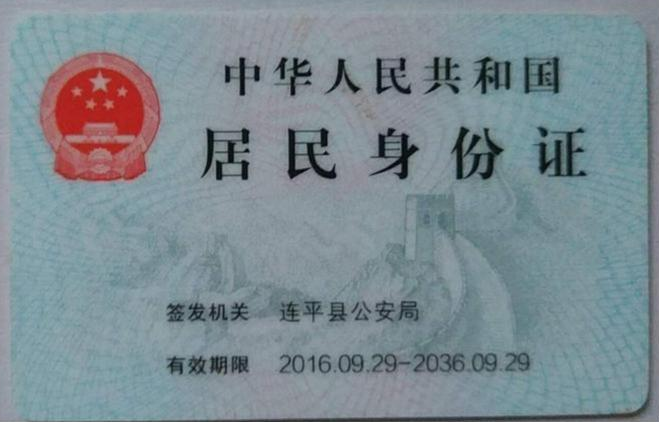 中华人民共和国
居民身份证
签发机关 连平县公安局
有效期限 2016.09.29-2036.09.29